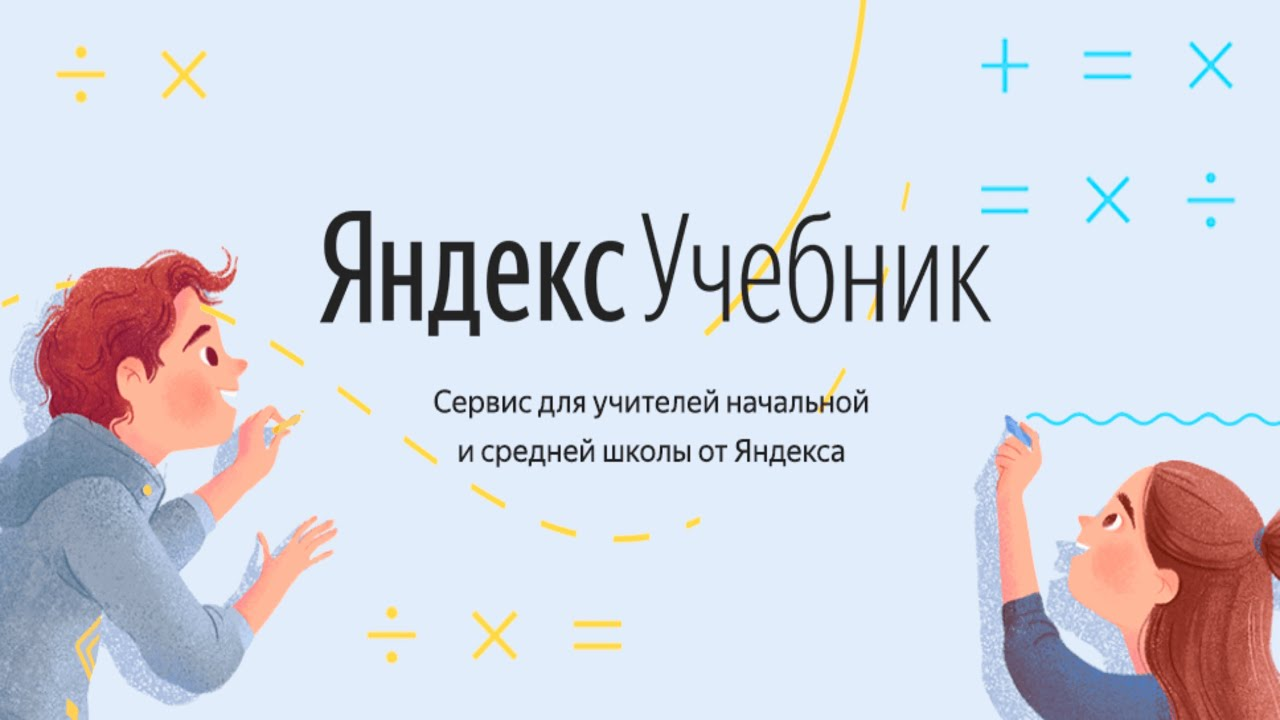 ÷ ×
+ = ×
= × ÷
Яндекс Учебник
Сервис для учителей начальной
и средней школы от Яндекса
÷ × =